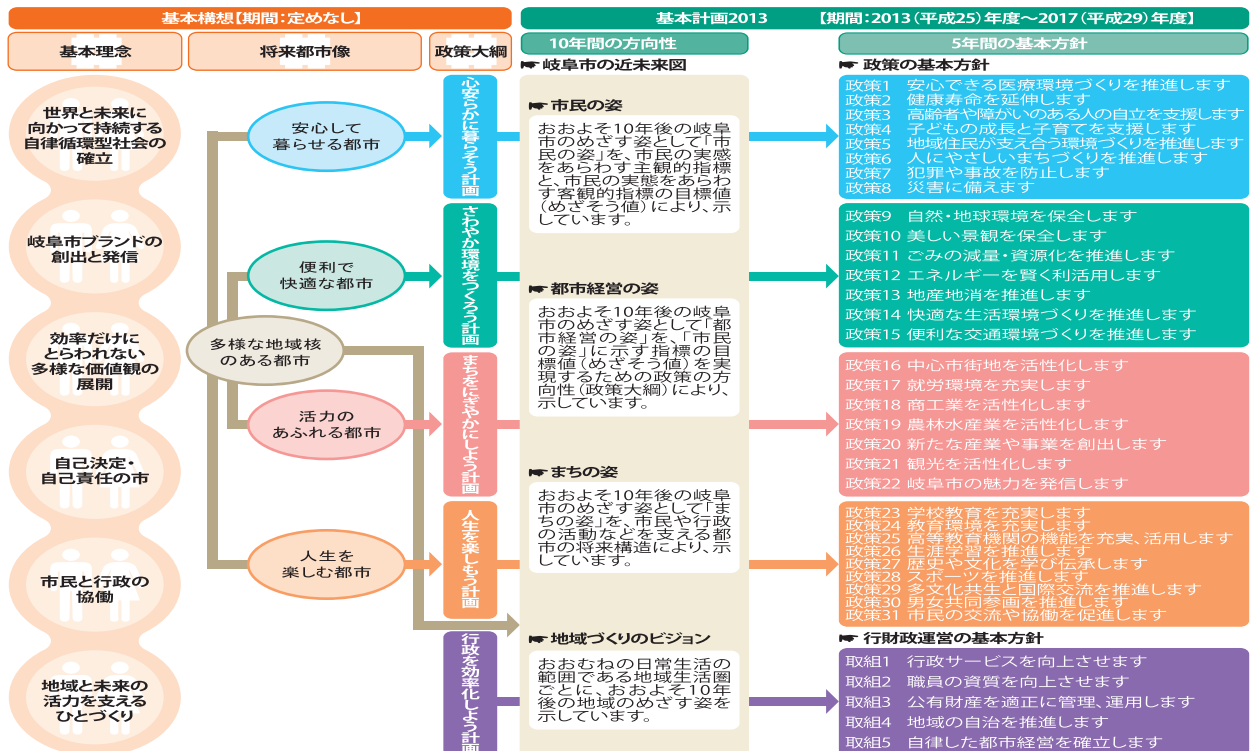 基本構想【期間：定めなし】
基本計画2013　【期間：2013（平成25）年度～2017（平成29）年度】
基本理念
将来都市像
政策大綱
10年間の方向性
5年間の基本方針
世界と未来に
向かって持続する
自律循環型社会の
確立
岐阜市ブランドの
創出と発信
効率だけに
とらわれない
多様な価値観の
展開
自己決定・
自己責任の市
市民と行政の
協働
地域と未来の
活力を支える
ひとづくり
安心して
暮らせる都市
便利で
快適な都市
多様な地域核
のある都市
活力の
あふれる都市
人生を
楽しむ都市
心安らかに暮らそう計画
さわやか環境をつくろう計画
まちをにぎやかにしよう計画
人生を楽しもう計画
行政を効率化しよう計画
☛ 岐阜市の近未来図
☛ 市民の姿
おおよそ10年後の岐阜
市のめざす姿として「市
民の姿」を、市民の実感
をあらわす主観的指標
と、市民の実態をあらわ
す客観的指標の目標値
（めざそう値）により、示
しています。
☛ 都市経営の姿
おおよそ10年後の岐阜
市のめざす姿として「都
市経営の姿」を、「市民
の姿」に示す指標の目
標値（めざそう値）を実
現するための政策の方
向性（政策大綱）により、
示しています。
☛ まちの姿
おおよそ10年後の岐阜
市のめざす姿として「ま
ちの姿」を、市民や行政
の活動などを支える都
市の将来構造により、示
しています。
☛ 地域づくりのビジョン
おおむねの日常生活の
範囲である地域生活圏
ごとに、おおよそ10年
後の地域のめざす姿を
示しています。
☛ 政策の基本方針
政策1　安心できる医療環境づくりを推進します
政策2　健康寿命を延伸します
政策3　高齢者や障がいのある人の自立を支援します
政策4　子どもの成長と子育てを支援します
政策5　地域住民が支え合う環境づくりを推進します
政策6　人にやさしいまちづくりを推進します
政策7　犯罪や事故を防止します
政策8　災害に備えます
政策9　自然・地球環境を保全します
政策10 美しい景観を保全します
政策11 ごみの減量・資源化を推進します
政策12 エネルギーを賢く利活用します
政策13 地産地消を推進します
政策14 快適な生活環境づくりを推進します
政策15 便利な交通環境づくりを推進します
政策16 中心市街地を活性化します
政策17 就労環境を充実します
政策18 商工業を活性化します
政策19 農林水産業を活性化します
政策20 新たな産業や事業を創出します
政策21 観光を活性化します
政策22 岐阜市の魅力を発信します
政策23 学校教育を充実します
政策24 教育環境を充実します
政策25 高等教育機関の機能を充実、活用します
政策26 生涯学習を推進します
政策27 歴史や文化を学び伝承します
政策28 スポーツを推進します
政策29 多文化共生と国際交流を推進します
政策30 男女共同参画を推進します
政策31 市民の交流や協働を促進します
☛ 行財政運営の基本方針
取組1　行政サービスを向上させます
取組2　職員の資質を向上させます
取組3　公有財産を適正に管理、運用します
取組4　地域の自治を推進します
取組5　自律した都市経営を確立します